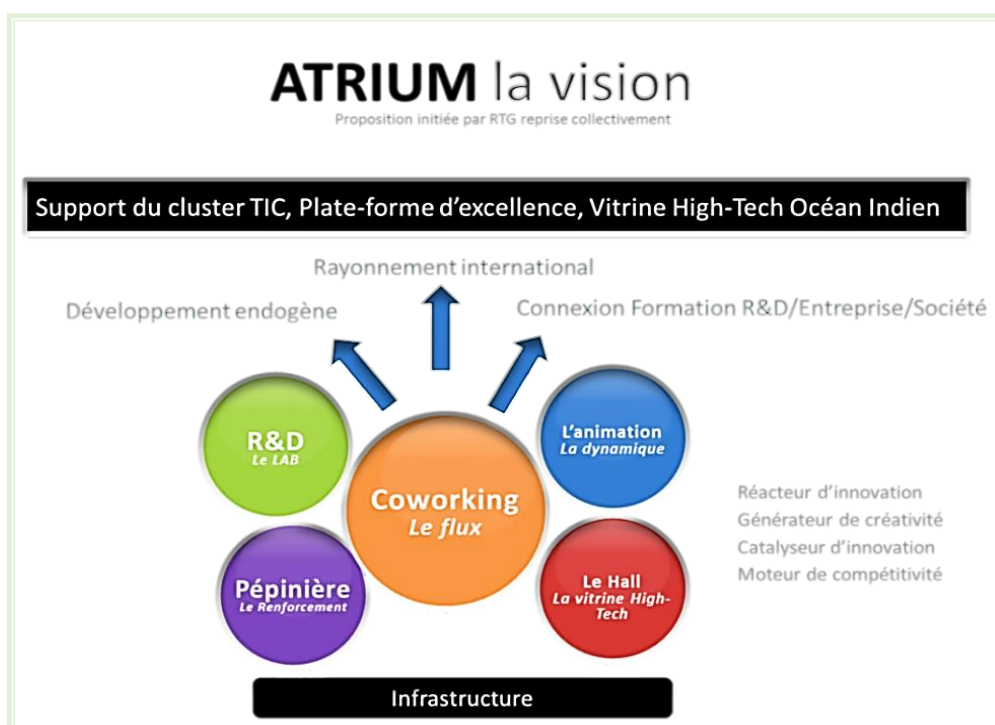 ATRIUM la vision
Proposition initiée par RTG reprise collectivement
Support du cluster TIC, Plate-forme d'excellence, Vitrine High-Tech Océan Indien
Rayonnement international
Développement endogène
Connexion Formation R&D/Entreprise/Société
R&D
Le LAB
L'animation
La dynamique
Coworking
Le flux
Pépinière
Le Renforcement
Le Hall
La vitrine High-
Tech
Réacteur d'innovation
Générateur de créativité
Catalyseur d'innovation
Moteur de compétitivité
Infrastructure